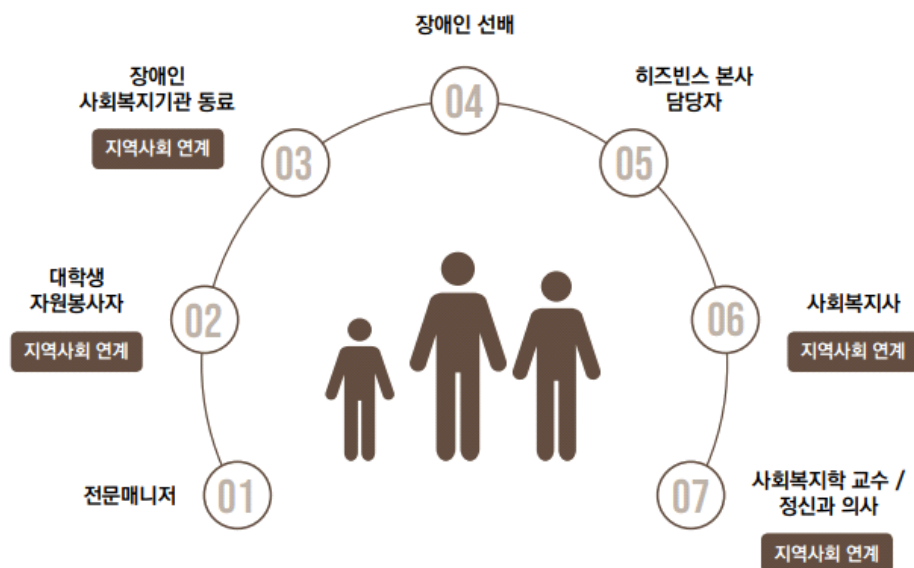 장애인 선배
04
장애인
사회복지기관 동료
지역사회 연계
03
히즈빈스 본사
담당자
05
대학생
자원봉사자
지역사회 연계
02
사회복지사
지역사회 연계
06
전문매니저
01
사회복지학 교수 /
정신과 의사
지역사회 연계
07